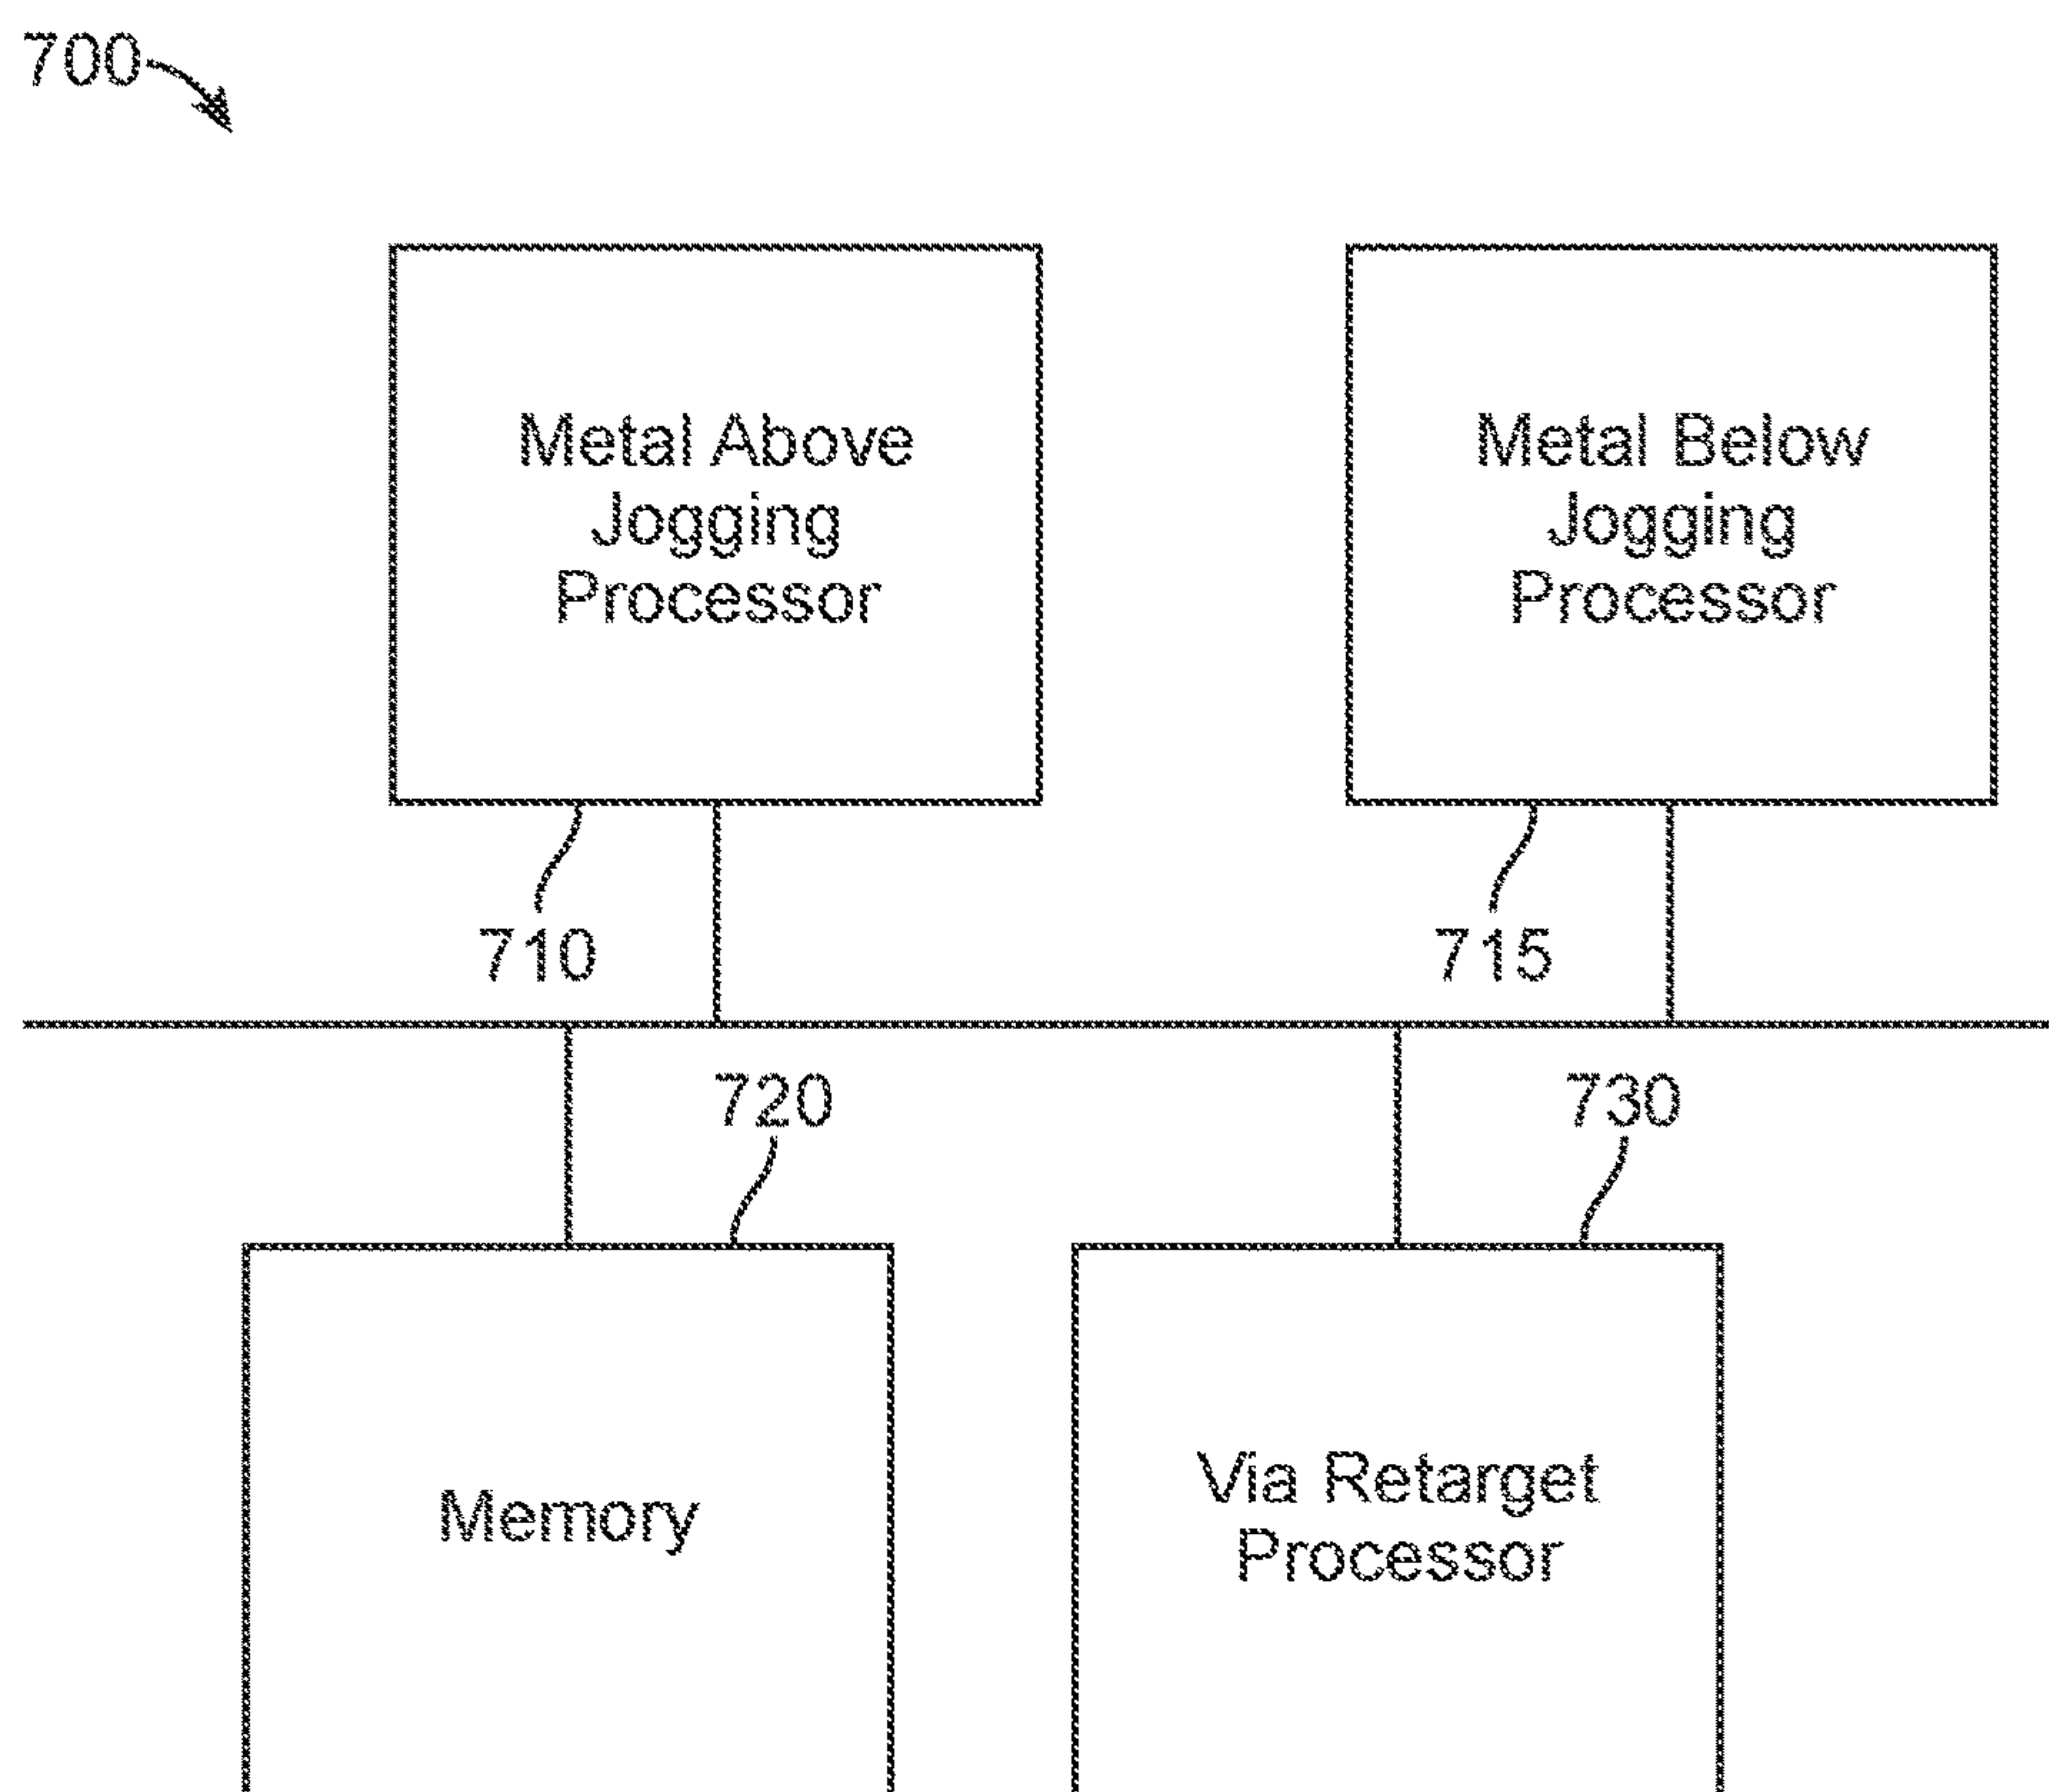 700
Metal Above
Jogging
Processor
Metal Below
Jogging
Processor
710
715
720
730
Memory
Via Retarget
Processor